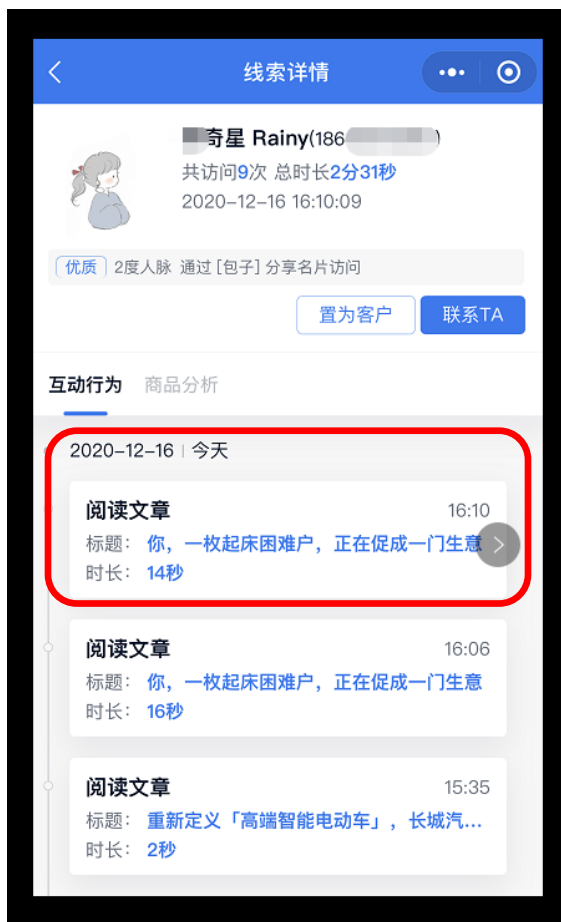 线索详情
奇星 Rainy(186
共访问9次 总时长2分31秒
2020-12-16 16:10:09
优质 2度人脉 通过 [包子] 分享名片访问
置为客户 联系TA
互动行为 商品分析
2020-12-16 | 今天
阅读文章 16:10
标题: 你，一枚起床困难户，正在促成一门生意
时长: 14秒
阅读文章 16:06
标题: 你，一枚起床困难户，正在促成一门生意
时长: 16秒
阅读文章 15:35
标题: 重新定义「高端智能电动车」，长城汽...
时长: 2秒